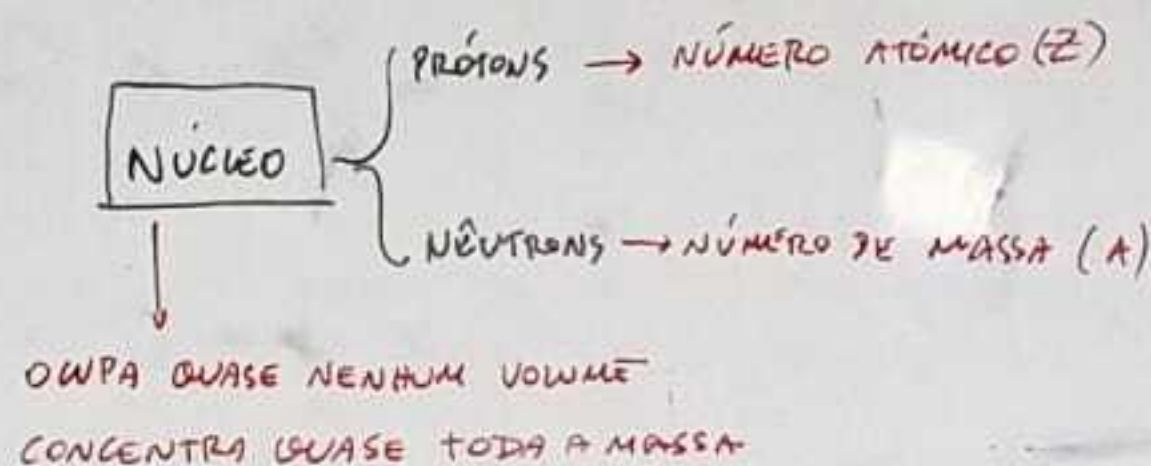 PRÓTONS → NÚMERO ATÔMICO (Z)
NÚCLEO
NÊUTRONS → NÚMERO DE MASSA (A)
OCUPA QUASE NENHUM VOLUME
CONCENTRA QUASE TODA A MASSA